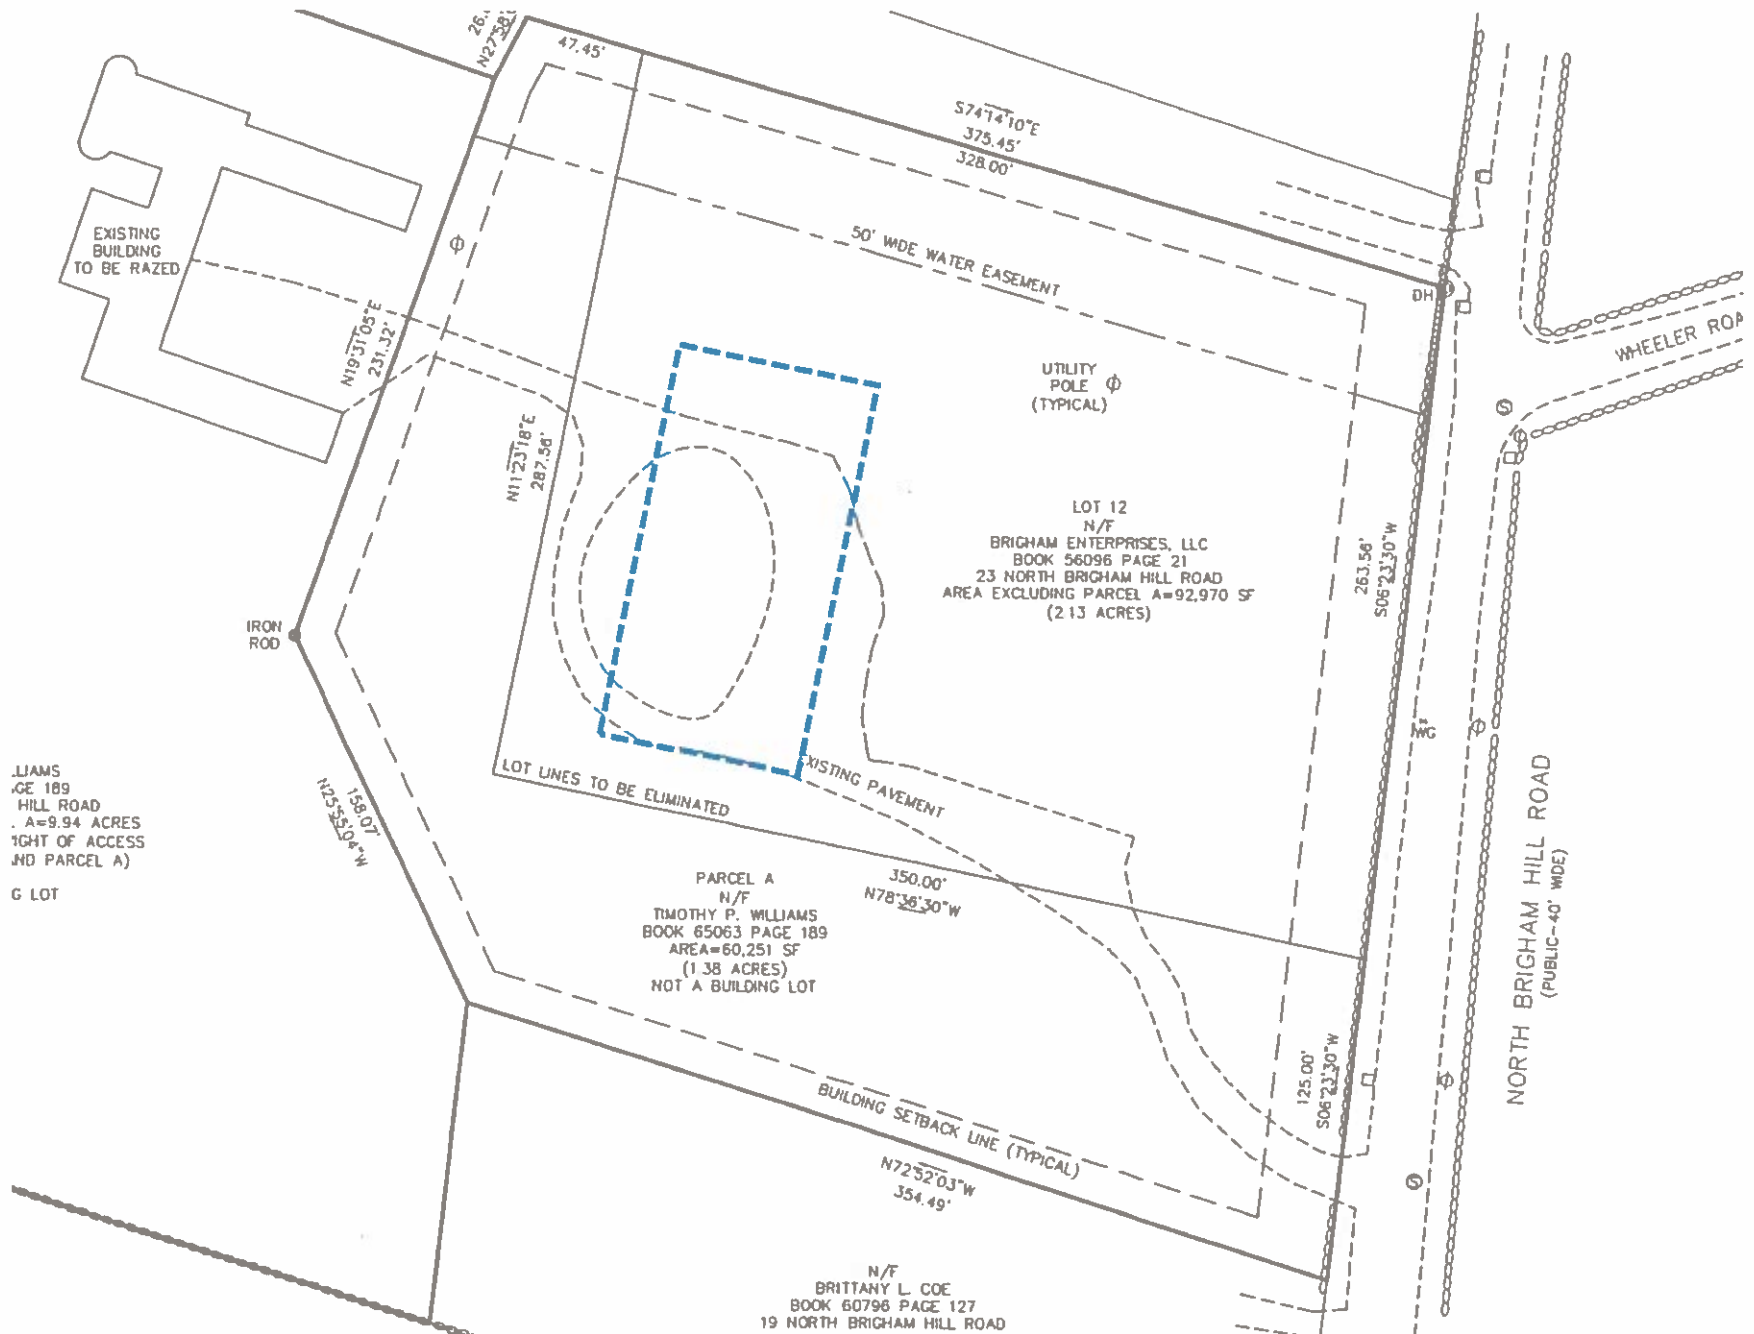 47.45'
S74°14'10"E
375.45'
328.00'
50' WIDE WATER EASEMENT
EXISTING
BUILDING
TO BE RAZED
N19°31'05"E
231.32'
DH
WHEELER
UTILITY
POLE
(TYPICAL)
N11°23'18"E
287.56'
LOT 12
N/F
BRIGHAM ENTERPRISES, LLC
BOOK 56096 PAGE 21
23 NORTH BRIGHAM HILL ROAD
AREA EXCLUDING PARCEL A=92,970 SF
(2.13 ACRES)
263.56'
S06°23'30"W
IRON
ROD
WG
LOT LINES TO BE ELIMINATED
XISTING PAVEMENT
LIAMS
GE 189
HILL ROAD
A=9.94 ACRES
IGHT OF ACCESS
ND PARCEL A)
G LOT
158.07'
N25°55'04"W
PARCEL A
N/F
TIMOTHY P. WILLIAMS
BOOK 65063 PAGE 189
AREA=60,251 SF
(1.38 ACRES)
NOT A BUILDING LOT
350.00'
N78°36'30"W
NORTH BRIGHAM HILL ROAD
(PUBLIC-40' WIDE)
125.00'
S06°23'30"W
BUILDING SETBACK LINE (TYPICAL)
N72°52'03"W
354.49'
N/F
BRITTANY L. COE
BOOK 60796 PAGE 127
19 NORTH BRIGHAM HILL ROAD